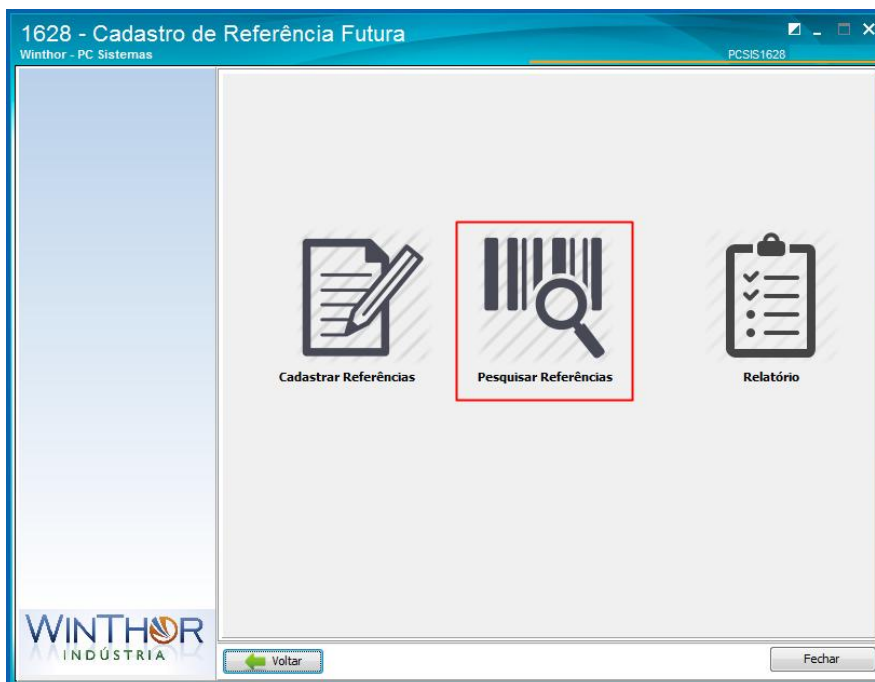 1628 - Cadastro de Referência Futura
Winthor - PC Sistemas
PCSIS1628
Cadastrar Referências
Pesquisar Referências
Relatório
WINTHOR
INDÚSTRIA
Voltar
Fechar